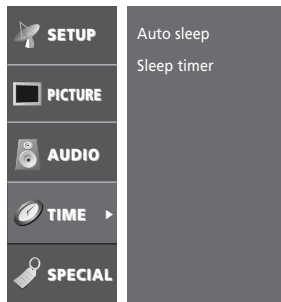 SETUP
PICTURE
AUDIO
TIME
SPECIAL
Auto sleep
Sleep timer